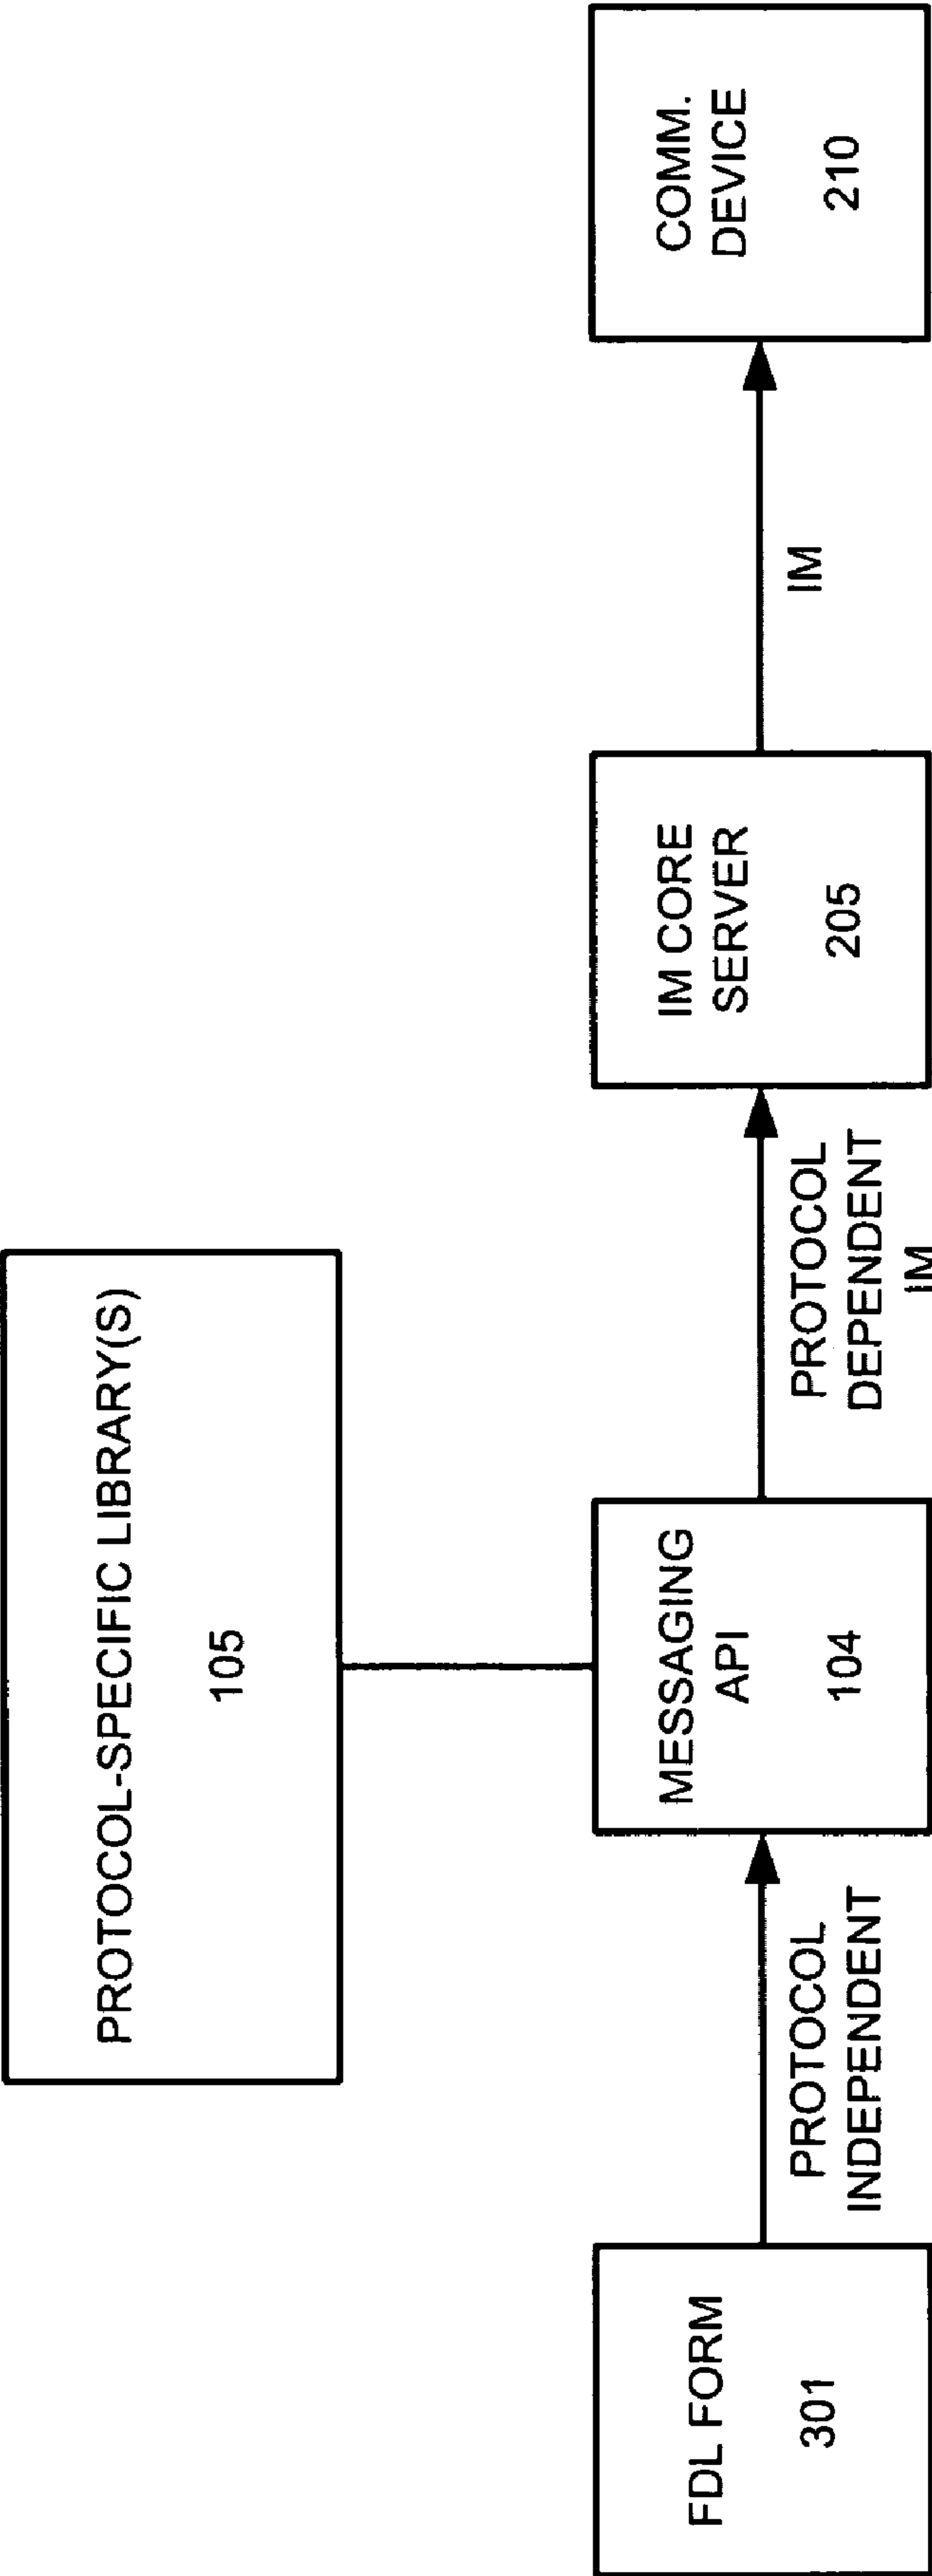 PROTOCOL-SPECIFIC LIBRARY(S)
105
FDL FORM
301
PROTOCOL
INDEPENDENT
MESSAGING
API
104
PROTOCOL
DEPENDENT
IM
IM CORE
SERVER
205
IM
COMM.
DEVICE
210